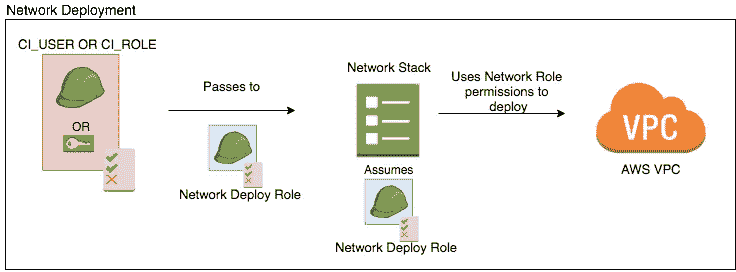 Network Deployment
CI_USER OR CI_ROLE
OR
Passes to
Network Deploy Role
Network Stack
Assumes
Network Deploy Role
Uses Network Role
permissions to
deploy
VPC
AWS VPC